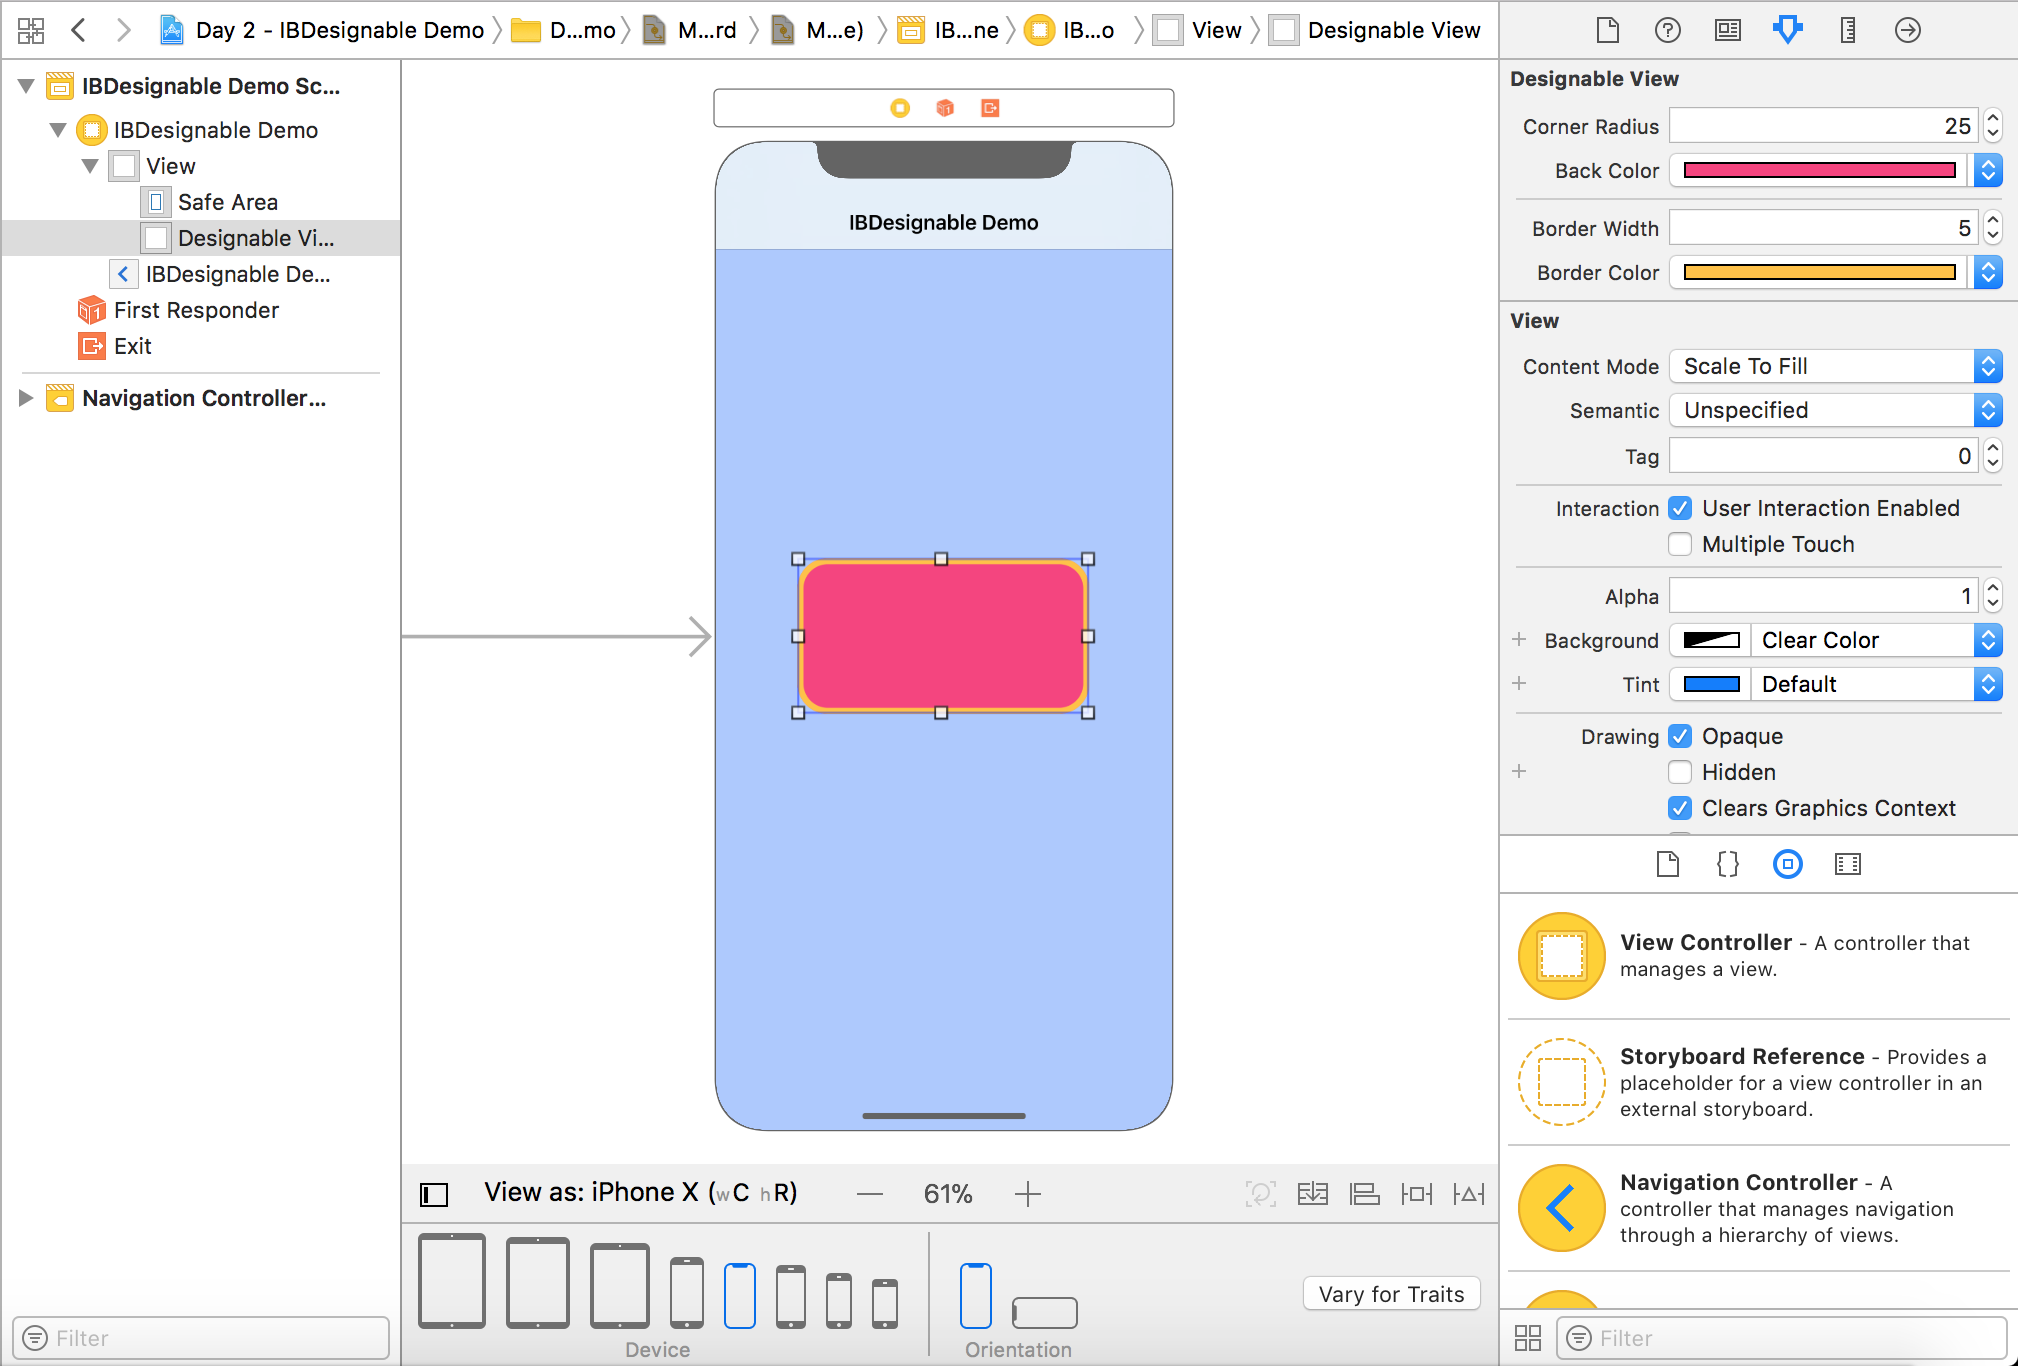 Day 2 - IBDesignable Demo
D...mo
M...rd
M...e)
IB...ne
IB...o
View
Designable View
IBDesignable Demo Sc...
IBDesignable Demo
View
Safe Area
Designable Vi...
IBDesignable De...
First Responder
Exit
Navigation Controller...
Filter
IBDesignable Demo
View as: iPhone X (wC hR)
61%
Device
Orientation
Vary for Traits
Designable View
Corner Radius 25
Back Color
Border Width 5
Border Color
View
Content Mode Scale To Fill
Semantic Unspecified
Tag 0
Interaction User Interaction Enabled
Multiple Touch
Alpha 1
Background Clear Color
Tint Default
Drawing Opaque
Hidden
Clears Graphics Context
View Controller - A controller that
manages a view.
Storyboard Reference - Provides a
placeholder for a view controller in an
external storyboard.
Navigation Controller - A
controller that manages navigation
through a hierarchy of views.
Filter